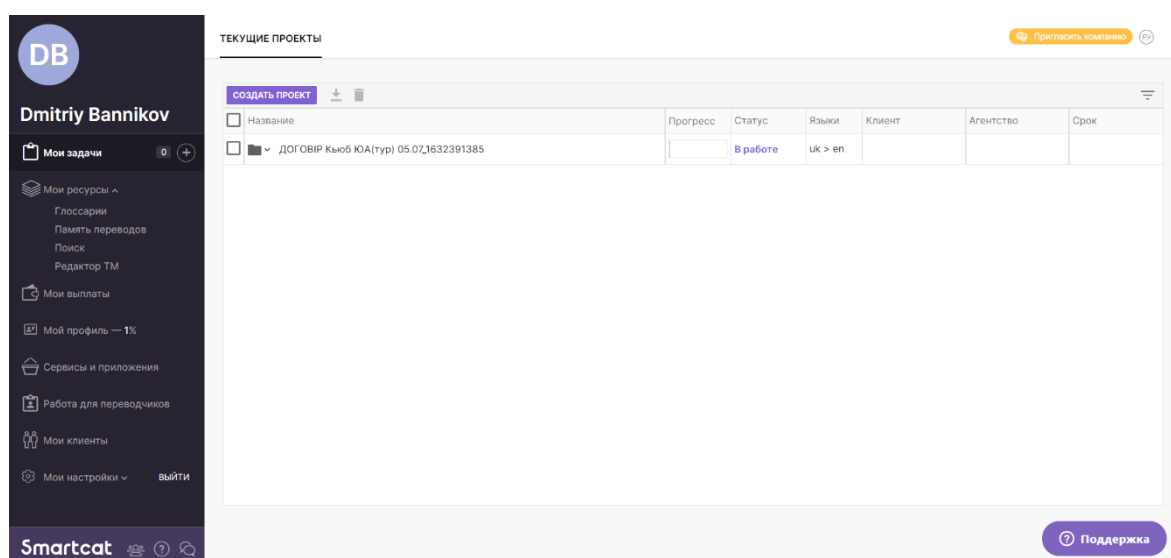 DB
Dmitriy Bannikov
Мои задачи 0
Мои ресурсы
Глоссарии
Память переводов
Поиск
Редактор ТМ
Мои выплаты
Мой профиль — 1%
Сервисы и приложения
Работа для переводчиков
Мои клиенты
Мои настройки ВЫЙТИ
Smartcat
ТЕКУЩИЕ ПРОЕКТЫ
Пригласить компанию РУ
СОЗДАТЬ ПРОЕКТ
Название Прогресс Статус Языки Клиент Агентство Срок
ДОГОВІР Кьюб ЮА(тур) 05.07_1632391385 В работе uk > en
Поддержка